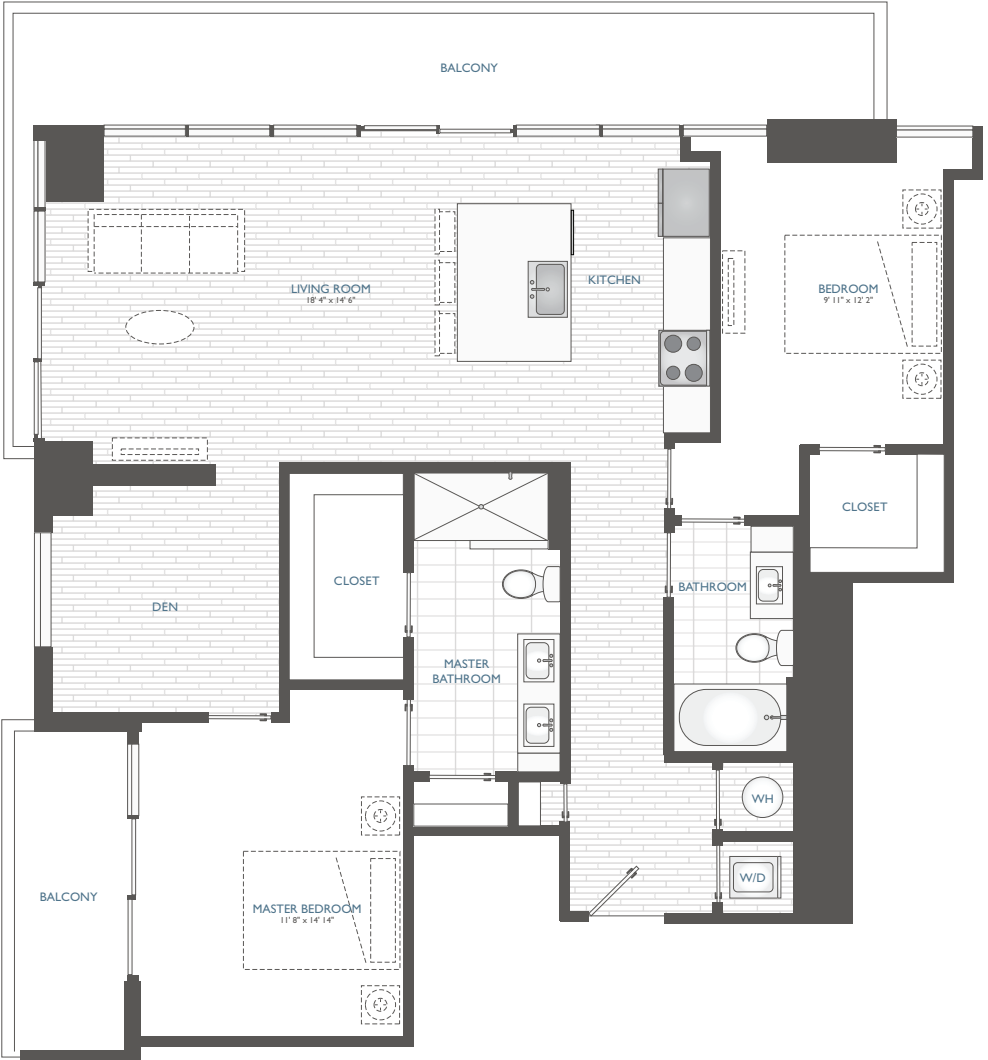 BALCONY
LIVING ROOM
18' 4" x 14' 6"
KITCHEN
BEDROOM
9' 11" x 12' 2"
CLOSET
CLOSET
BATHROOM
DEN
MASTER
BATHROOM
WH
W/D
BALCONY
MASTER BEDROOM
11' 8" x 14' 14"